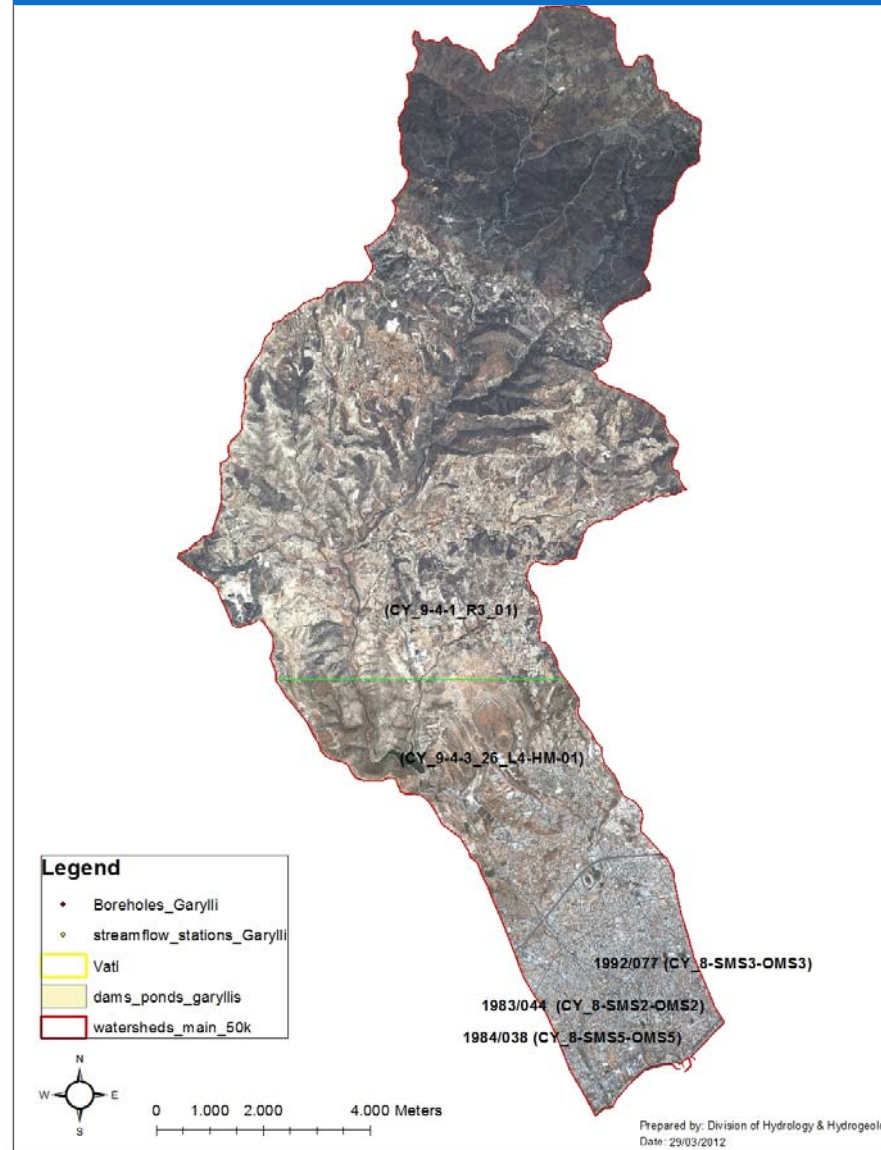 (CY_9-4-1_R3_01)
(CY_9-4-3_26_L4-HM-01)
1992/077 (CY_8-SMS3-OMS3)
1983/044 (CY_8-SMS2-OMS2)
1984/038 (CY_8-SMS5-OMS5)
Legend
Boreholes_Garylli
streamflow_stations_Garylli
Vatl
dams_ponds_garyllis
watersheds_main_50k
N
W E
S
0 1.000 2.000 4.000 Meters
Prepared by: Division of Hydrology & Hydrogeolo
Date: 29/03/2012